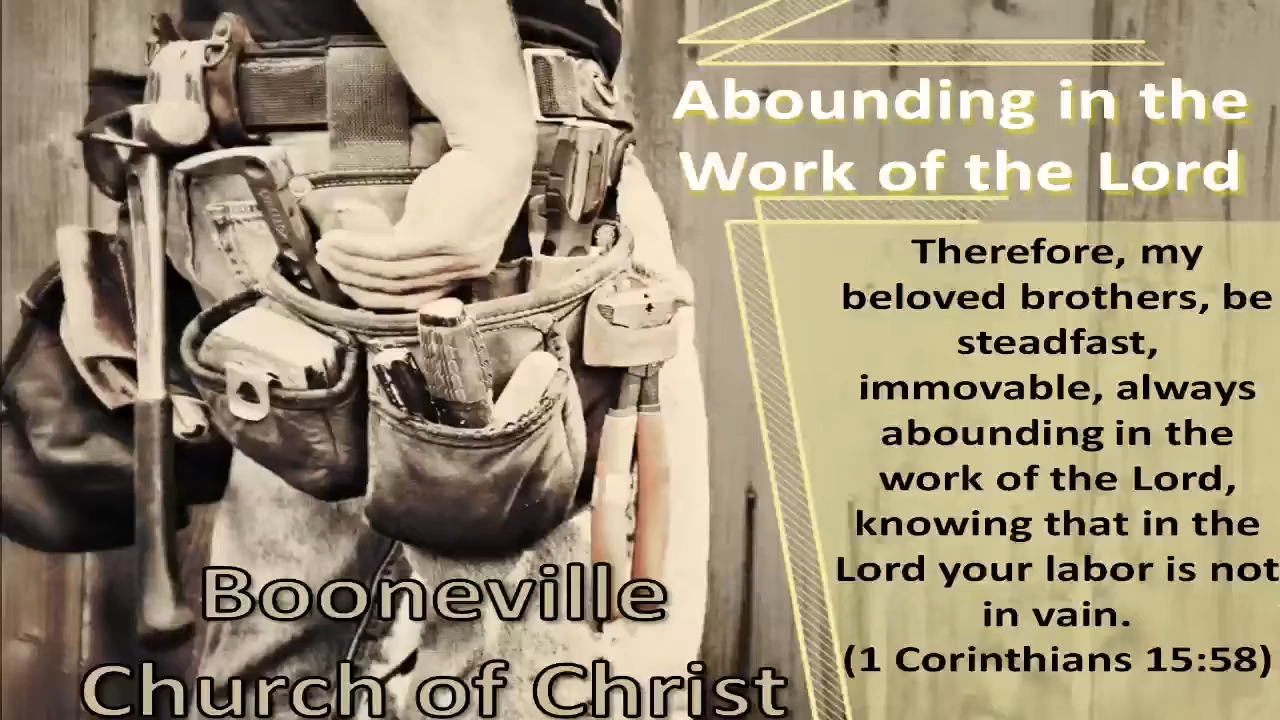 Abounding in the
Work of the Lord
Therefore, my
beloved brothers, be
steadfast,
immovable, always
abounding in the
work of the Lord,
knowing that in the
Lord your labor is not
in vain.
(1 Corinthians 15:58)
Booneville
Church of Christ